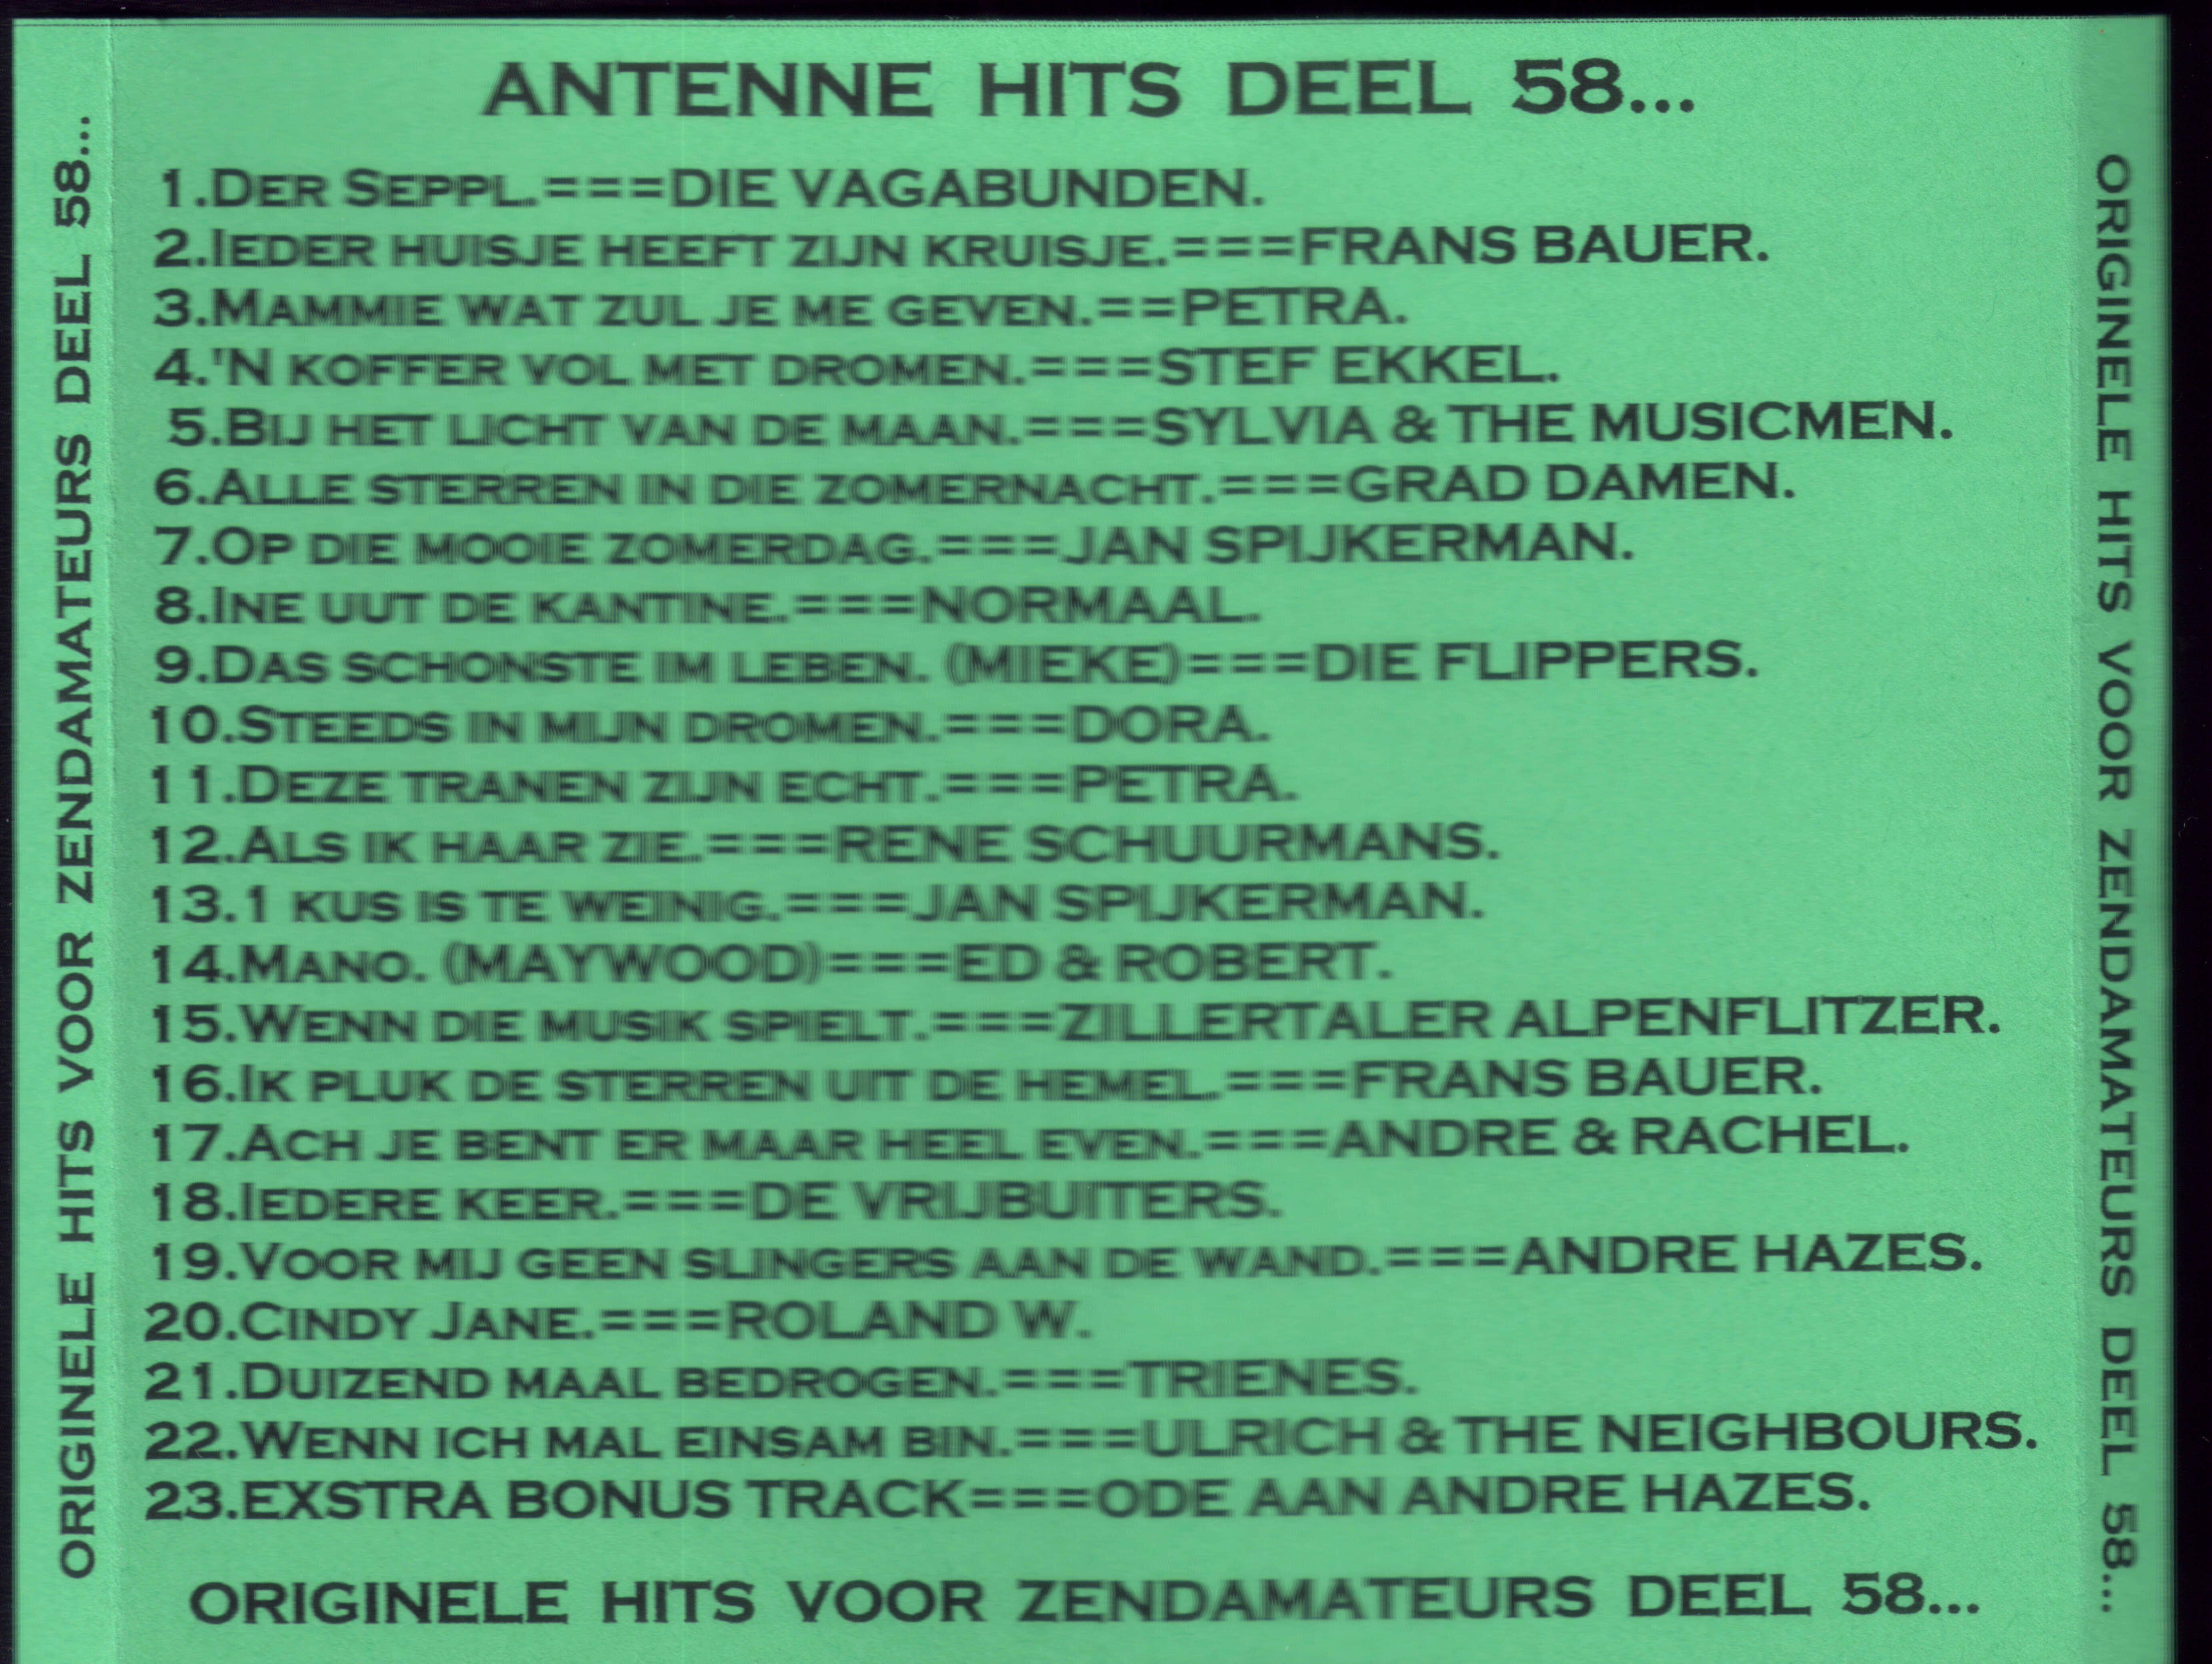 ANTENNE HITS DEEL 58...
1.DER SEPPL.===DIE VAGABUNDEN.
2.IEDER HUISJE HEEFT ZIJN KRUISJE.===FRANS BAUER.
3.MAMMIE WAT ZUL JE ME GEVEN.==PETRA.
4.'N KOFFER VOL MET DROMEN.===STEF EKKEL.
5.BIJ HET LICHT VAN DE MAAN.===SYLVIA & THE MUSICMEN.
6.ALLE STERREN IN DIE ZOMERNACHT.===GRAD DAMEN.
7.OP DIE MOOIE ZOMERDAG.===JAN SPIJKERMAN.
8.INE UUT DE KANTINE.===NORMAAL.
9.DAS SCHONSTE IM LEBEN. (MIEKE)===DIE FLIPPERS.
10.STEEDS IN MIJN DROMEN.===DORA.
11.DEZE TRANEN ZIJN ECHT.===PETRA.
12.ALS IK HAAR ZIE.===RENE SCHUURMANS.
13.1 KUS IS TE WEINIG.===JAN SPIJKERMAN.
14.MANO. (MAYWOOD)===ED & ROBERT.
15.WENN DIE MUSIK SPIELT.===ZILLERTALER ALPENFLITZER.
16.IK PLUK DE STERREN UIT DE HEMEL.===FRANS BAUER.
17.ACH JE BENT ER MAAR HEEL EVEN.===ANDRE & RACHEL.
18.IEDERE KEER.===DE VRIJBUITERS.
19.VOOR MIJ GEEN SLINGERS AAN DE WAND.===ANDRE HAZES.
20.CINDY JANE.===ROLAND W.
21.DUIZEND MAAL BEDROGEN.===TRIENES.
22.WENN ICH MAL EINSAM BIN.===ULRICH & THE NEIGHBOURS.
23.EXSTRA BONUS TRACK===ODE AAN ANDRE HAZES.
ORIGINELE HITS VOOR ZENDAMATEURS DEEL 58...
ORIGINELE HITS VOOR ZENDAMATEURS DEEL 58...
ORIGINELE HITS VOOR ZENDAMATEURS DEEL 58...